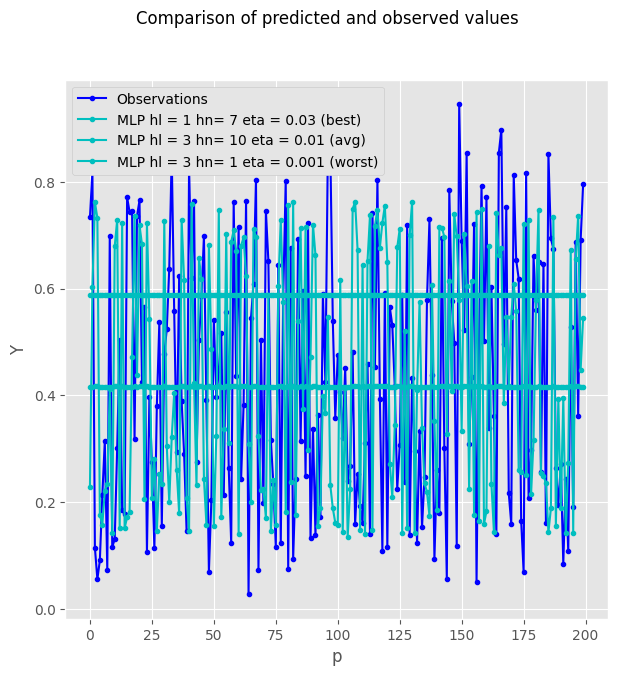 Comparison of predicted and observed values
Observations
MLP hl = 1 hn= 7 eta = 0.03 (best)
MLP hl = 3 hn= 10 eta = 0.01 (avg)
MLP hl = 3 hn= 1 eta = 0.001 (worst)
0.8
0.6
Y
0.4
0.2
0.0
0 25 50 75 100 125 150 175 200
p